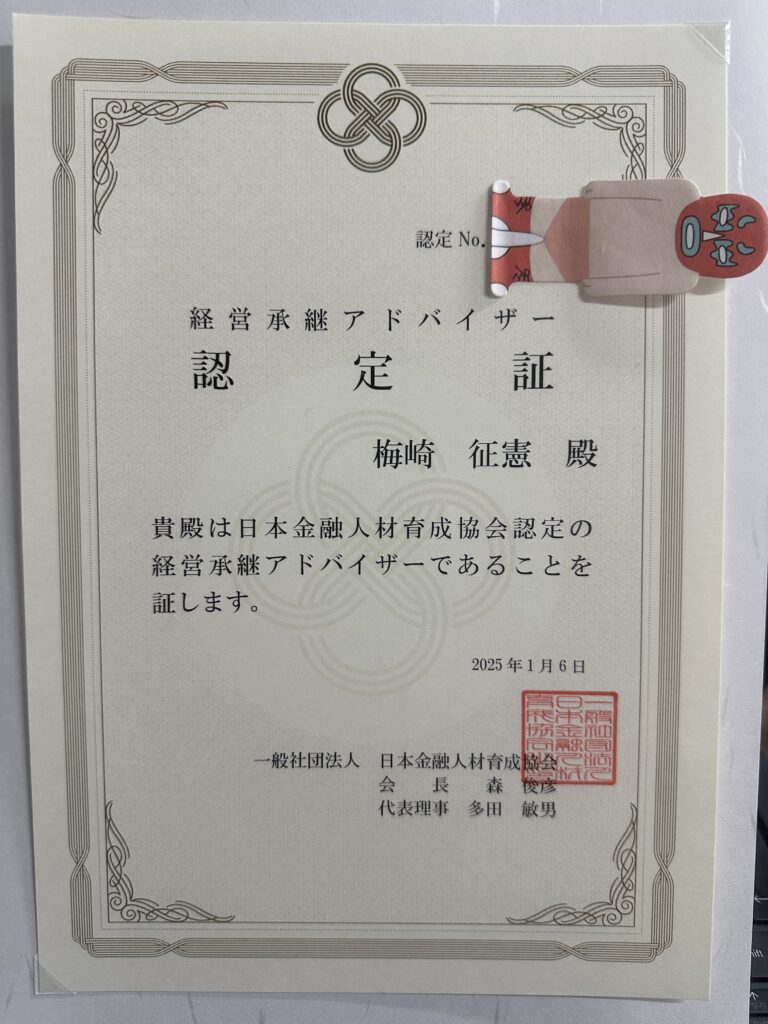 認定 No.
経営承継アドバイザー
認定証
梅崎 征憲 殿
貴殿は日本金融人材育成協会認定の
経営承継アドバイザーであることを
証します。
2025年1月6日
一般社団法人 日本金融人材育成協会
会長 森 俊彦
代表理事 多田 敏男